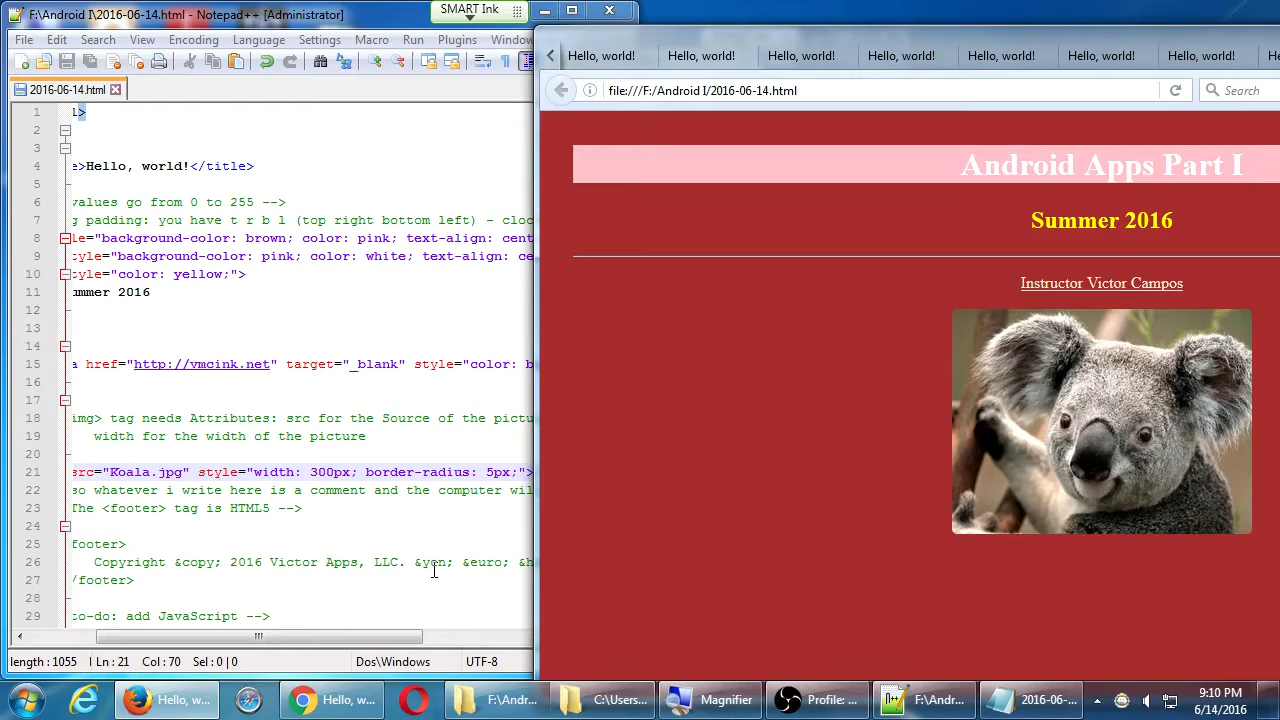 F:\Android I\2016-06-14.html - Notepad++ [Administrator]
SMART Ink
File Edit Search View Encoding Language Settings Macro Run Plugins Window
2016-06-14.html
1 l>
2
3
4 e>Hello, world!</title>
5
6 values go from 0 to 255 -->
7 g padding: you have t r b l (top right bottom left) - cloc
8 le="background-color: brown; color: pink; text-align: cent
9 tyle="background-color: pink; color: white; text-align: ce
10 tyle="color: yellow;">
11 ummer 2016
12
13
14
15 a href="http://vmcink.net" target="_blank" style="color: b
16
17
18 img> tag needs Attributes: src for the Source of the pictu
19 width for the width of the picture
20
21 src="Koala.jpg" style="width: 300px; border-radius: 5px;">
22 so whatever i write here is a comment and the computer wil
23 The <footer> tag is HTML5 -->
24
25 footer>
26 Copyright &copy; 2016 Victor Apps, LLC. &yen; &euro; &h
27 /footer>
28
29 to-do: add JavaScript -->
length : 1055 l Ln : 21 Col : 70 Sel : 0 | 0 Dos\Windows UTF-8
Hello, world! Hello, world! Hello, world! Hello, world! Hello, world! Hello, world! Hello, world! He
file:///F:/Android I/2016-06-14.html
Search
Android Apps Part I
Summer 2016
Instructor Victor Campos
Hello, w... Hello, w... F:\Andr... C:\Users... Magnifier Profile: ... F:\Andr... 2016-06-...
9:10 PM
6/14/2016